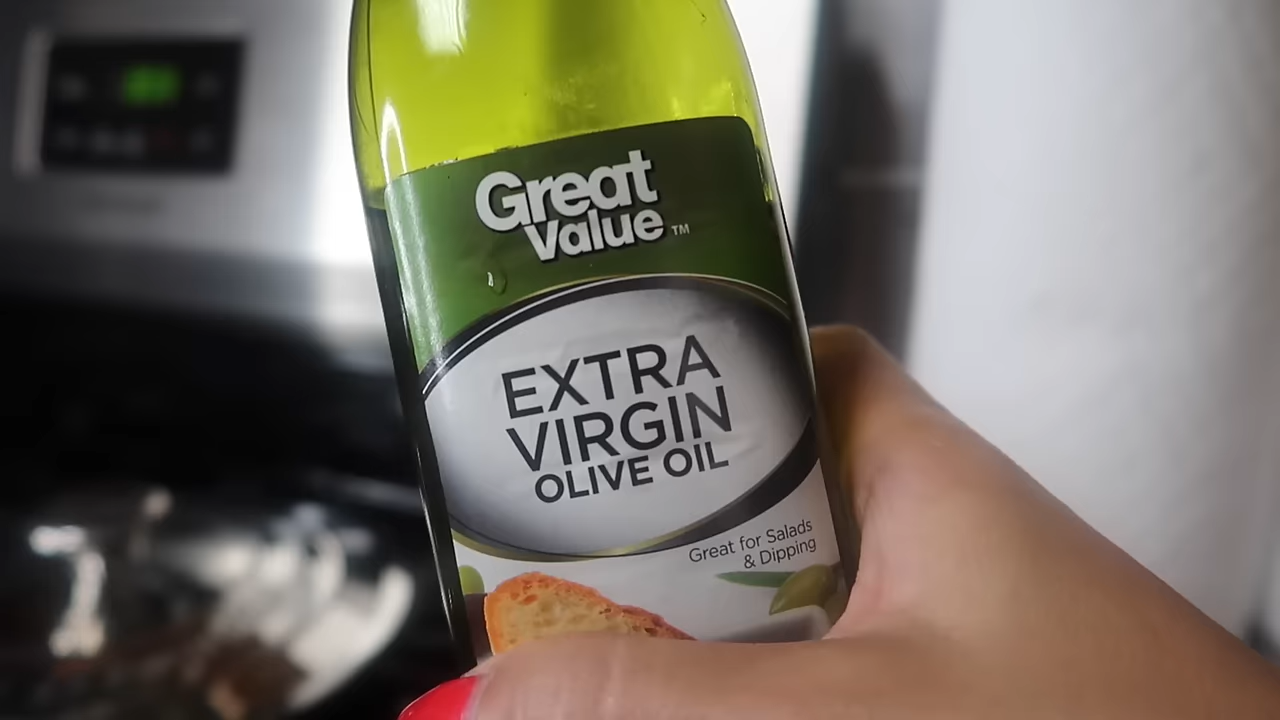 Great
Value™
EXTRA
VIRGIN
OLIVE OIL
Great for Salads
& Dipping